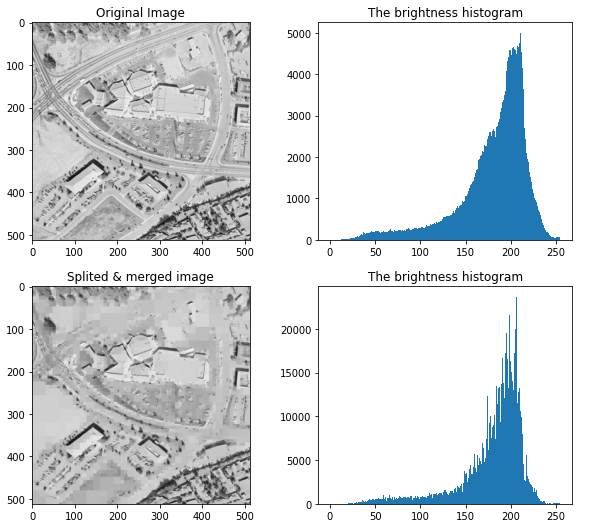 Original Image
0
100
200
300
400
500
0 100 200 300 400 500
The brightness histogram
5000
4000
3000
2000
1000
0
0 50 100 150 200 250
Splited & merged image
0
100
200
300
400
500
0 100 200 300 400 500
The brightness histogram
20000
15000
10000
5000
0
0 50 100 150 200 250